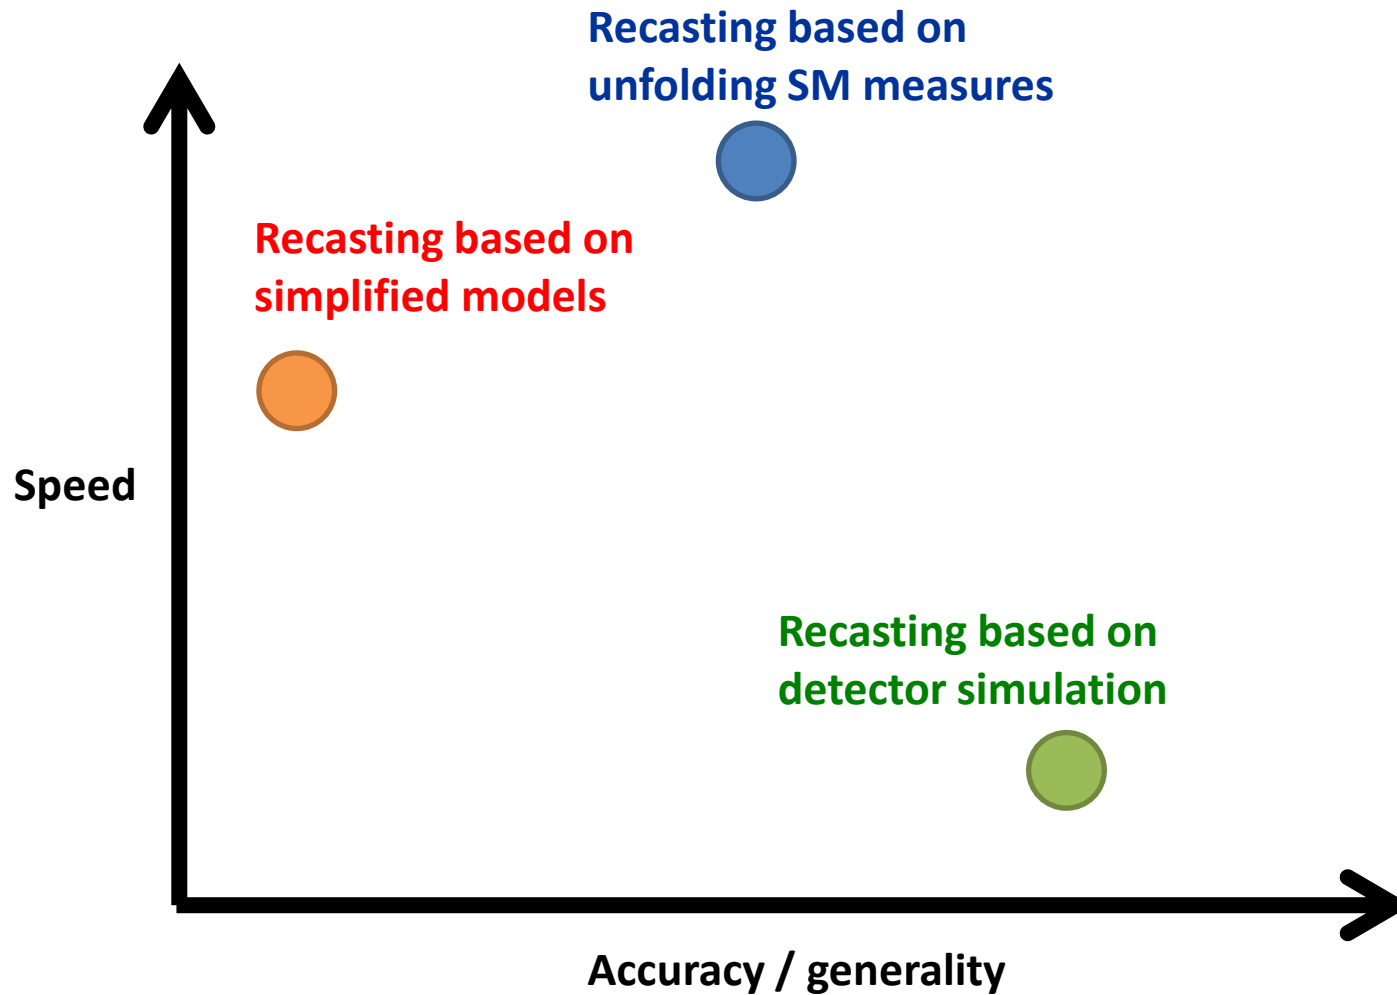 Recasting based on
unfolding SM measures
Recasting based on
simplified models
Speed
Recasting based on
detector simulation
Accuracy / generality